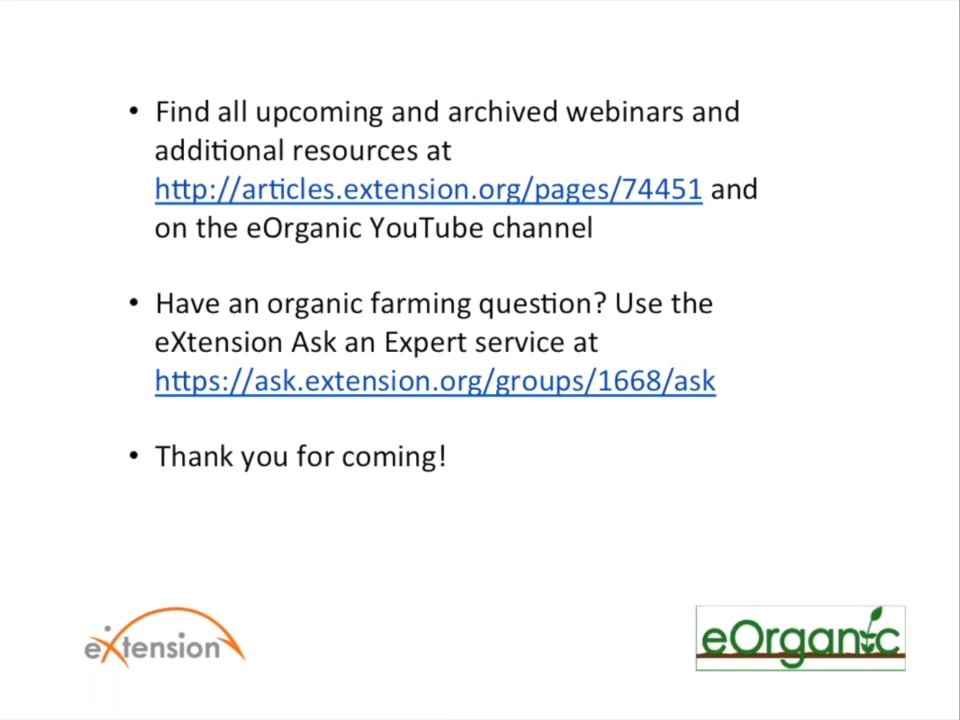 • Find all upcoming and archived webinars and
additional resources at
http://articles.extension.org/pages/74451 and
on the eOrganic YouTube channel
• Have an organic farming question? Use the
eXtension Ask an Expert service at
https://ask.extension.org/groups/1668/ask
• Thank you for coming!
eXtension
eOrganic